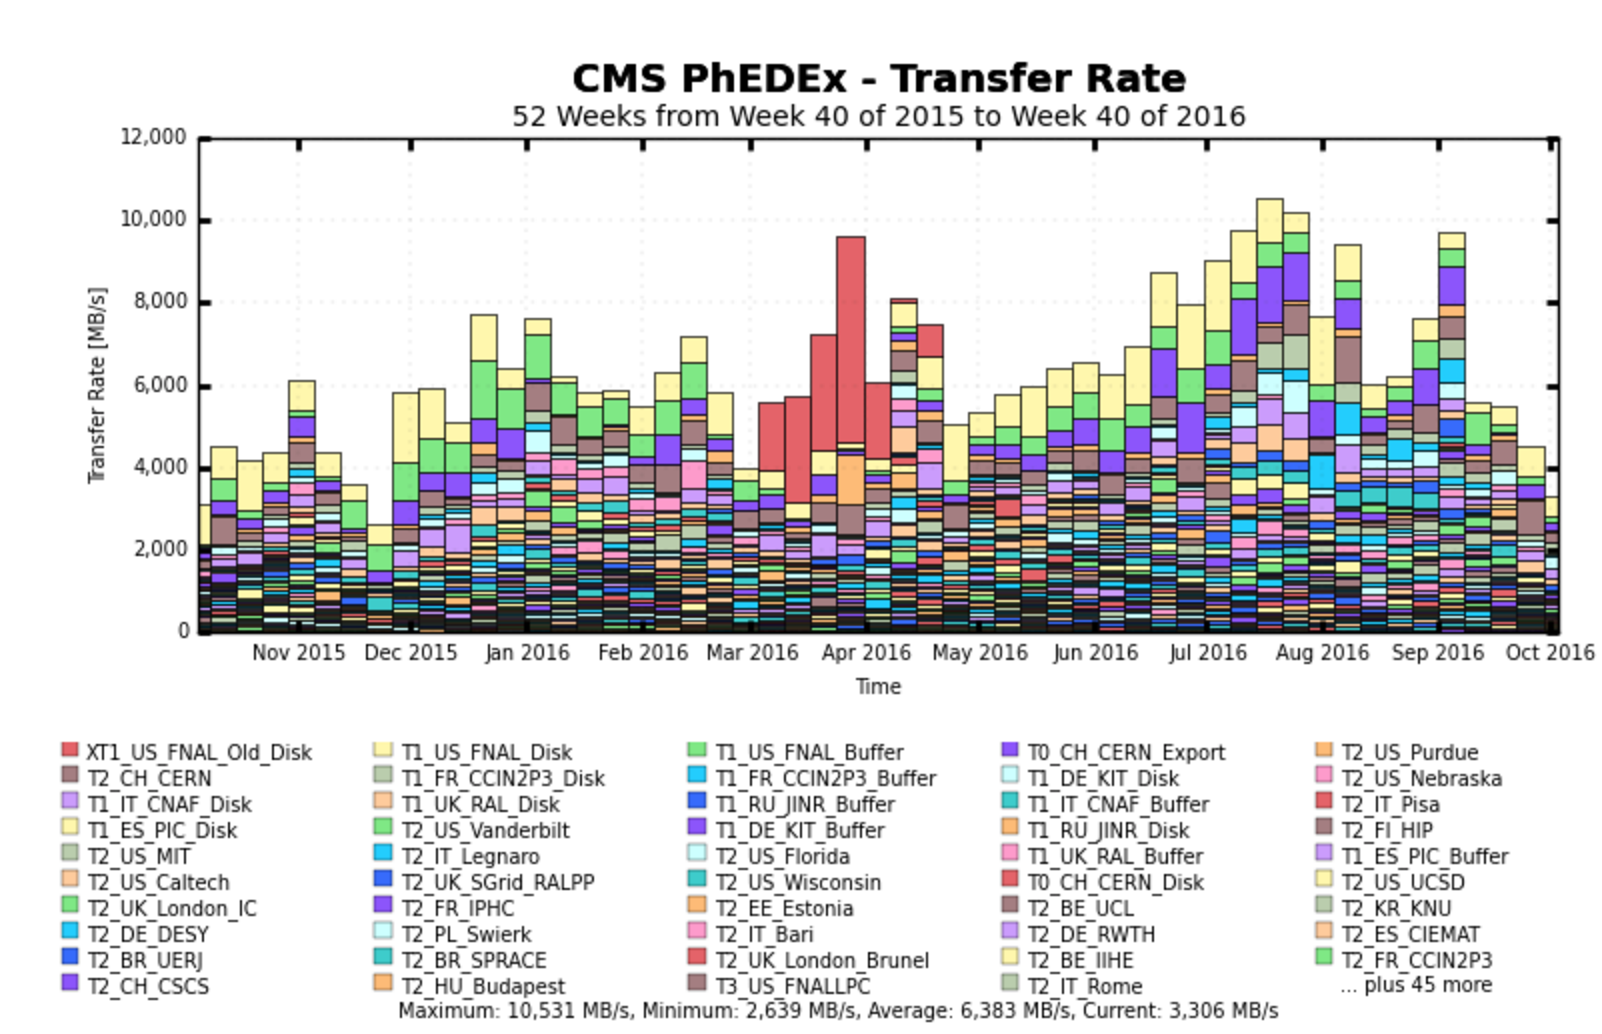 CMS PhEDEx - Transfer Rate
52 Weeks from Week 40 of 2015 to Week 40 of 2016
12,000
10,000
8,000
6,000
4,000
2,000
0
Transfer Rate [MB/s]
Nov 2015 Dec 2015 Jan 2016 Feb 2016 Mar 2016 Apr 2016 May 2016 Jun 2016 Jul 2016 Aug 2016 Sep 2016 Oct 2016
Time
XT1_US_FNAL_Old_Disk T1_US_FNAL_Disk T1_US_FNAL_Buffer T0_CH_CERN_Export T2_US_Purdue
T2_CH_CERN T1_FR_CCIN2P3_Disk T1_FR_CCIN2P3_Buffer T1_DE_KIT_Disk T2_US_Nebraska
T1_IT_CNAF_Disk T1_UK_RAL_Disk T1_RU_JINR_Buffer T1_IT_CNAF_Buffer T2_IT_Pisa
T1_ES_PIC_Disk T2_US_Vanderbilt T1_DE_KIT_Buffer T1_RU_JINR_Disk T2_FI_HIP
T2_US_MIT T2_IT_Legnaro T2_US_Florida T1_UK_RAL_Buffer T1_ES_PIC_Buffer
T2_US_Caltech T2_UK_SGrid_RALPP T2_US_Wisconsin T0_CH_CERN_Disk T2_US_UCSD
T2_UK_London_IC T2_FR_IPHC T2_EE_Estonia T2_BE_UCL T2_KR_KNU
T2_DE_DESY T2_PL_Swierk T2_IT_Bari T2_DE_RWTH T2_ES_CIEMAT
T2_BR_UERJ T2_BR_SPRACE T2_UK_London_Brunel T2_BE_IIHE T2_FR_CCIN2P3
T2_CH_CSCS T2_HU_Budapest T3_US_FNALLPC T2_IT_Rome ... plus 45 more
Maximum: 10,531 MB/s, Minimum: 2,639 MB/s, Average: 6,383 MB/s, Current: 3,306 MB/s